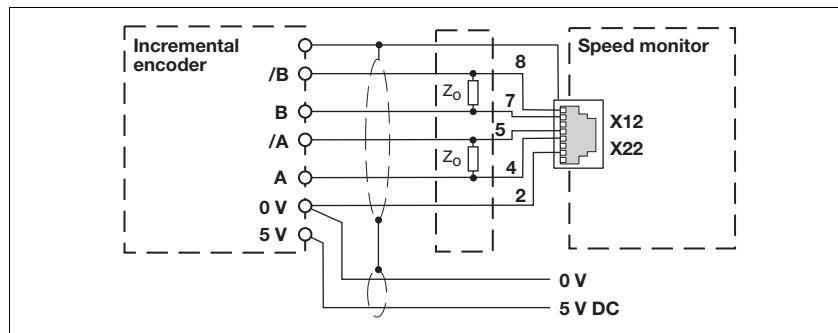 Incremental
encoder
Speed monitor
/B
8
Z₀
B
7
X12
/A
5
X22
Z₀
A
4
0 V
2
5 V
0 V
5 V DC